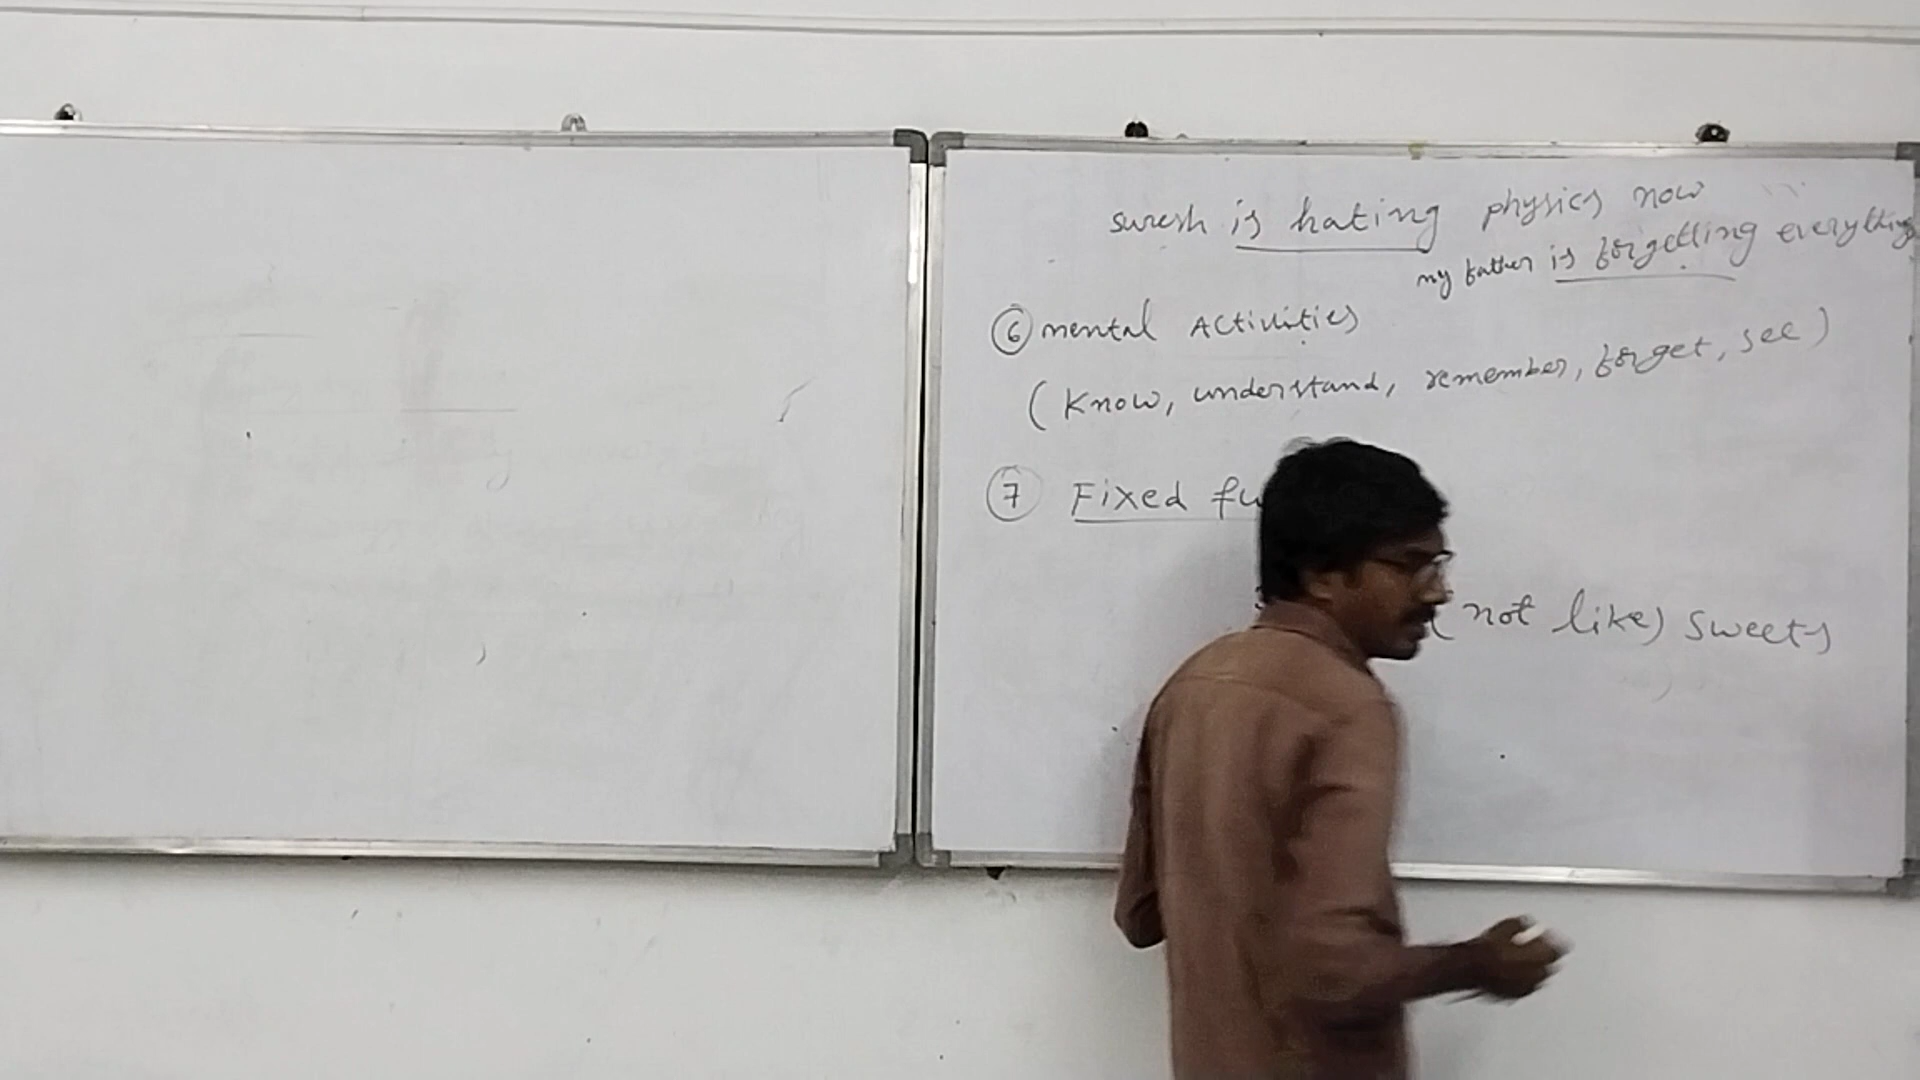 suresh is hating physics now
my father is forgetting everything
6 mental Activities
(Know, understand, remember, forget, see)
7 Fixed fu
(not like) sweets